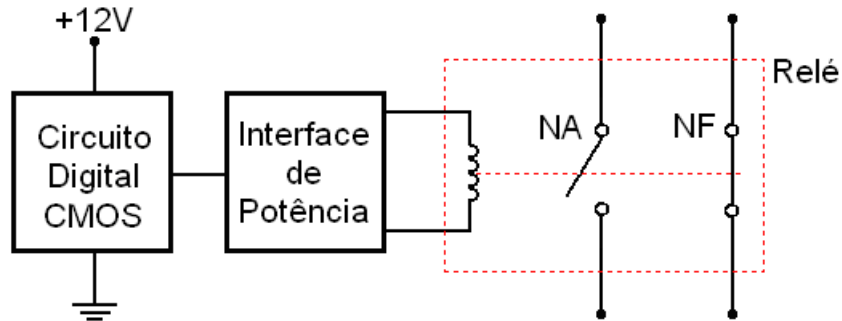 +12V
Circuito
Digital
CMOS
Interface
de
Potência
NA
NF
Relé